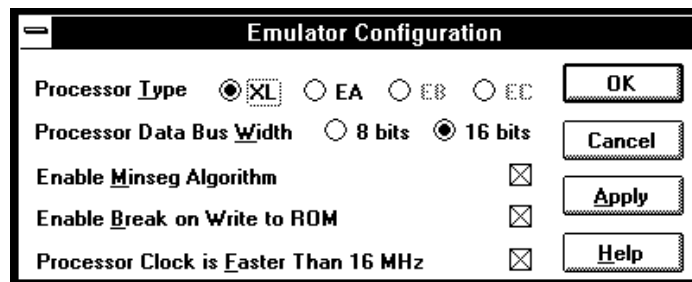 Emulator Configuration
Processor Type XL EA EB EC
Processor Data Bus Width 8 bits 16 bits
Enable Minseg Algorithm
Enable Break on Write to ROM
Processor Clock is Faster Than 16 MHz
OK
Cancel
Apply
Help